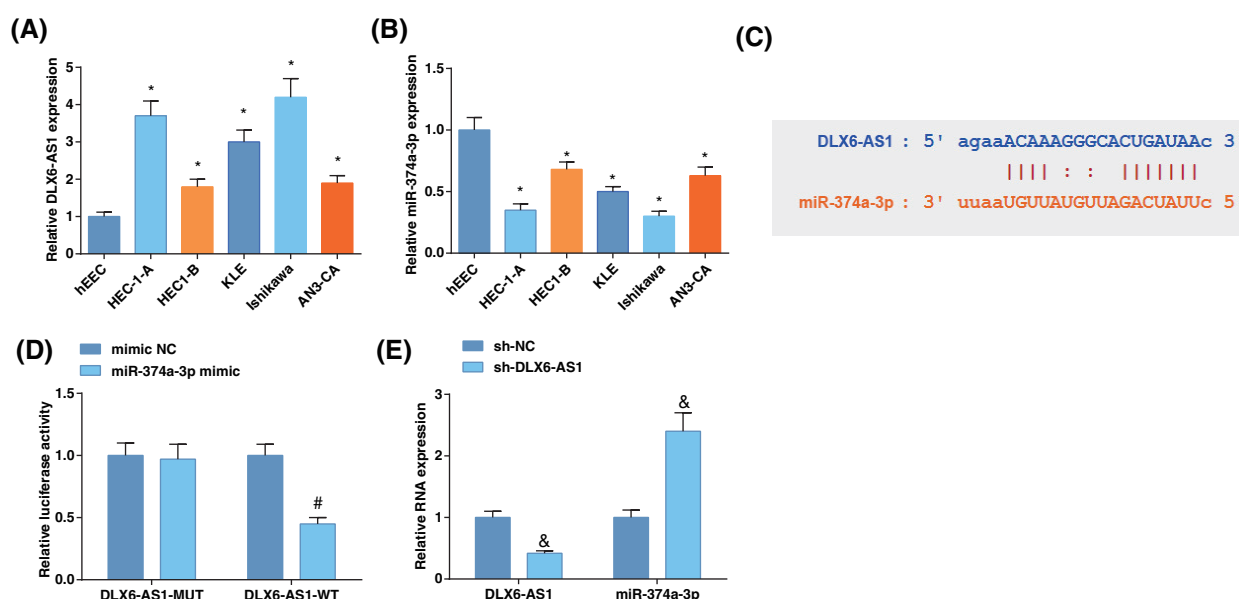 (A)
Relative DLX6-AS1 expression
5
4
3
2
1
0
*
*
*
*
*
hEEC
HEC-1-A
HEC1-B
KLE
Ishikawa
AN3-CA
(B)
Relative miR-374a-3p expression
1.5
1.0
0.5
0.0
*
*
*
*
*
hEEC
HEC-1-A
HEC1-B
KLE
Ishikawa
AN3-CA
(C)
DLX6-AS1 : 5' agaaACAAAGGGCACUGAUAAc 3
|||| : : |||||||
miR-374a-3p : 3' uuaaUGUUAUGUUAGACUAUUc 5
(D)
mimic NC
miR-374a-3p mimic
Relative luciferase activity
1.5
1.0
0.5
0.0
#
DLX6-AS1-MUT
DLX6-AS1-WT
(E)
sh-NC
sh-DLX6-AS1
Relative RNA expression
3
2
1
0
&
&
DLX6-AS1
miR-374a-3p